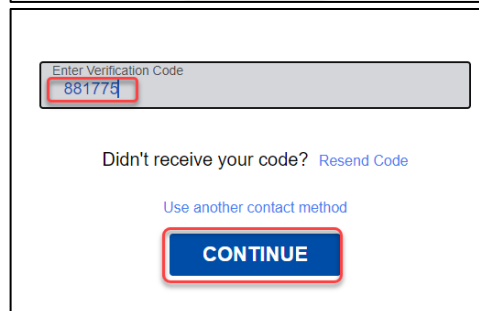 Enter Verification Code
881775
Didn't receive your code? Resend Code
Use another contact method
CONTINUE